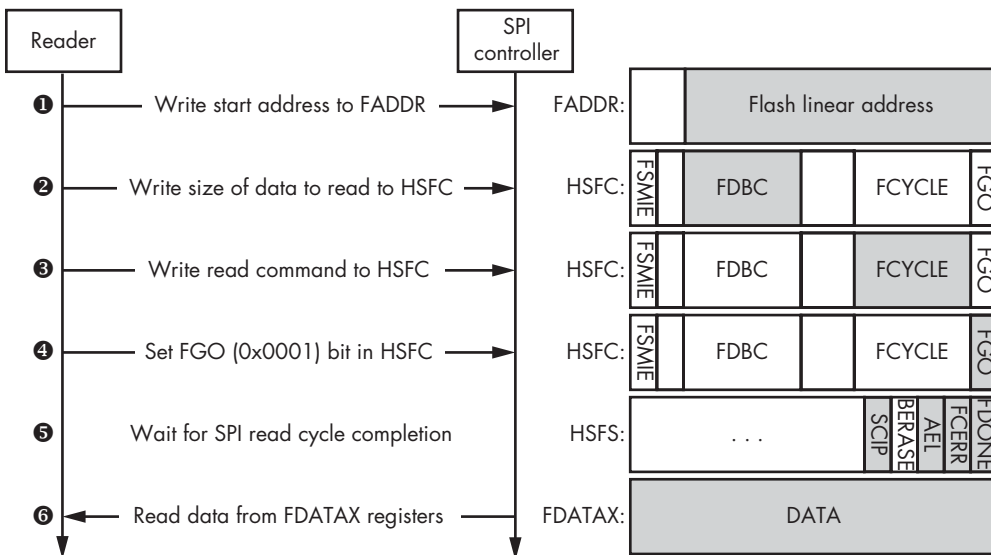 Reader
SPI
controller
❶ Write start address to FADDR FADDR: Flash linear address
❷ Write size of data to read to HSFC HSFC: FSMIE FDBC FCYCLE FGO
❸ Write read command to HSFC HSFC: FSMIE FDBC FCYCLE FGO
❹ Set FGO (0x0001) bit in HSFC HSFC: FSMIE FDBC FCYCLE FGO
❺ Wait for SPI read cycle completion HSFS: . . . SCIP BERASE AEL FCERR FDONE
❻ Read data from FDATAX registers FDATAX: DATA